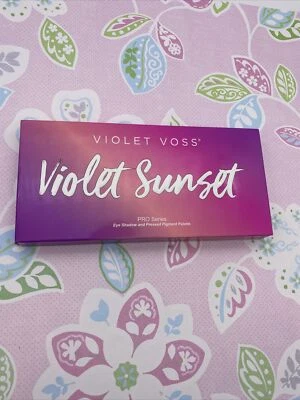 VIOLET VOSS®
Violet Sunset
PRO Series
Eye Shadow and Pressed Pigment Palette